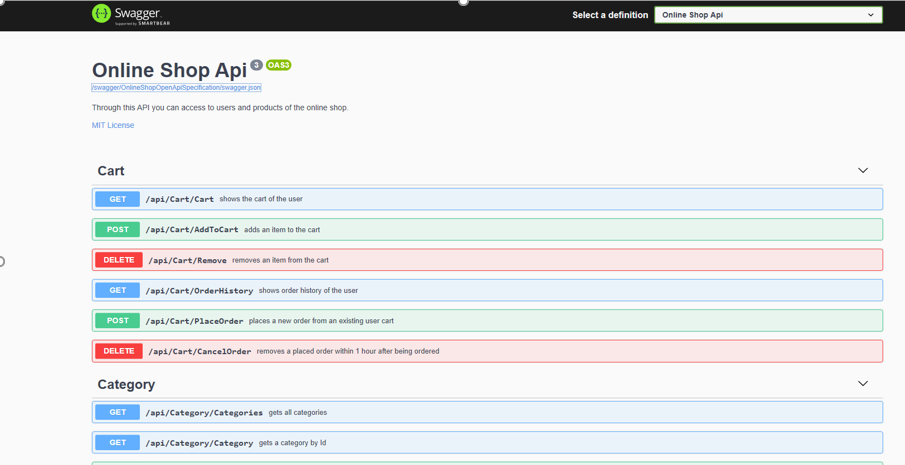 Swagger.
Supported by SMARTBEAR
Select a definition
Online Shop Api
Online Shop Api 3 OAS3
/swagger/OnlineShopOpenApiSpecification/swagger.json
Through this API you can access to users and products of the online shop.
MIT License
Cart
GET /api/Cart/Cart shows the cart of the user
POST /api/Cart/AddToCart adds an item to the cart
DELETE /api/Cart/Remove removes an item from the cart
GET /api/Cart/OrderHistory shows order history of the user
POST /api/Cart/PlaceOrder places a new order from an existing user cart
DELETE /api/Cart/CancelOrder removes a placed order within 1 hour after being ordered
Category
GET /api/Category/Categories gets all categories
GET /api/Category/Category gets a category by Id